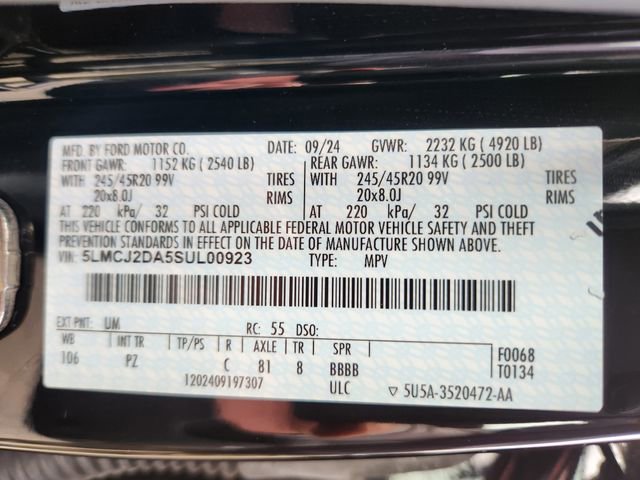 MFD. BY FORD MOTOR CO. DATE: 09/24 GVWR: 2232 KG ( 4920 LB)
FRONT GAWR: 1152 KG ( 2540 LB) REAR GAWR: 1134 KG ( 2500 LB)
WITH 245/45R20 99V TIRES WITH 245/45R20 99V TIRES
20x8.0J RIMS 20x8.0J RIMS
AT 220 kPa/ 32 PSI COLD AT 220 kPa/ 32 PSI COLD
THIS VEHICLE CONFORMS TO ALL APPLICABLE FEDERAL MOTOR VEHICLE SAFETY AND THEFT
PREVENTION STANDARDS IN EFFECT ON THE DATE OF MANUFACTURE SHOWN ABOVE.
VIN: 5LMCJ2DA5SUL00923 TYPE: MPV
EXT PNT: UM RC: 55 DSO:
WB INT TR TP/PS R AXLE TR SPR F0068
106 PZ C 81 8 BBBB T0134
1202409197307 ULC ▽ 5U5A-3520472-AA